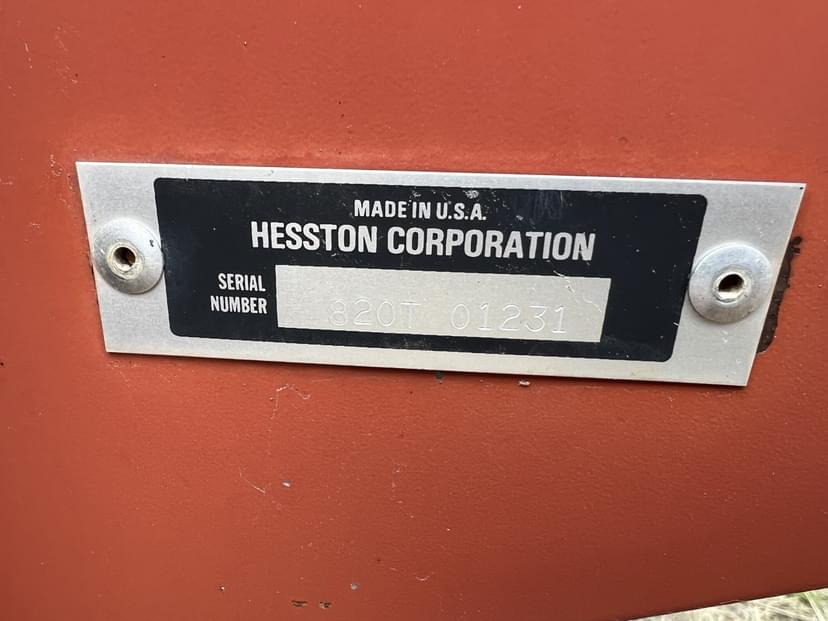 MADE IN U.S.A.
HESSTON CORPORATION
SERIAL
NUMBER
820T 01231